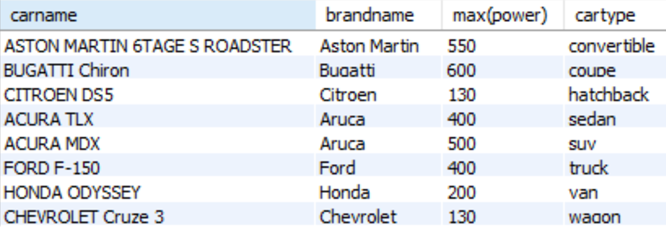 carname brandname max(power) cartype
ASTON MARTIN 6TAGE S ROADSTER Aston Martin 550 convertible
BUGATTI Chiron Bugatti 600 coupe
CITROEN DS5 Citroen 130 hatchback
ACURA TLX Aruca 400 sedan
ACURA MDX Aruca 500 suv
FORD F-150 Ford 400 truck
HONDA ODYSSEY Honda 200 van
CHEVROLET Cruze 3 Chevrolet 130 wagon